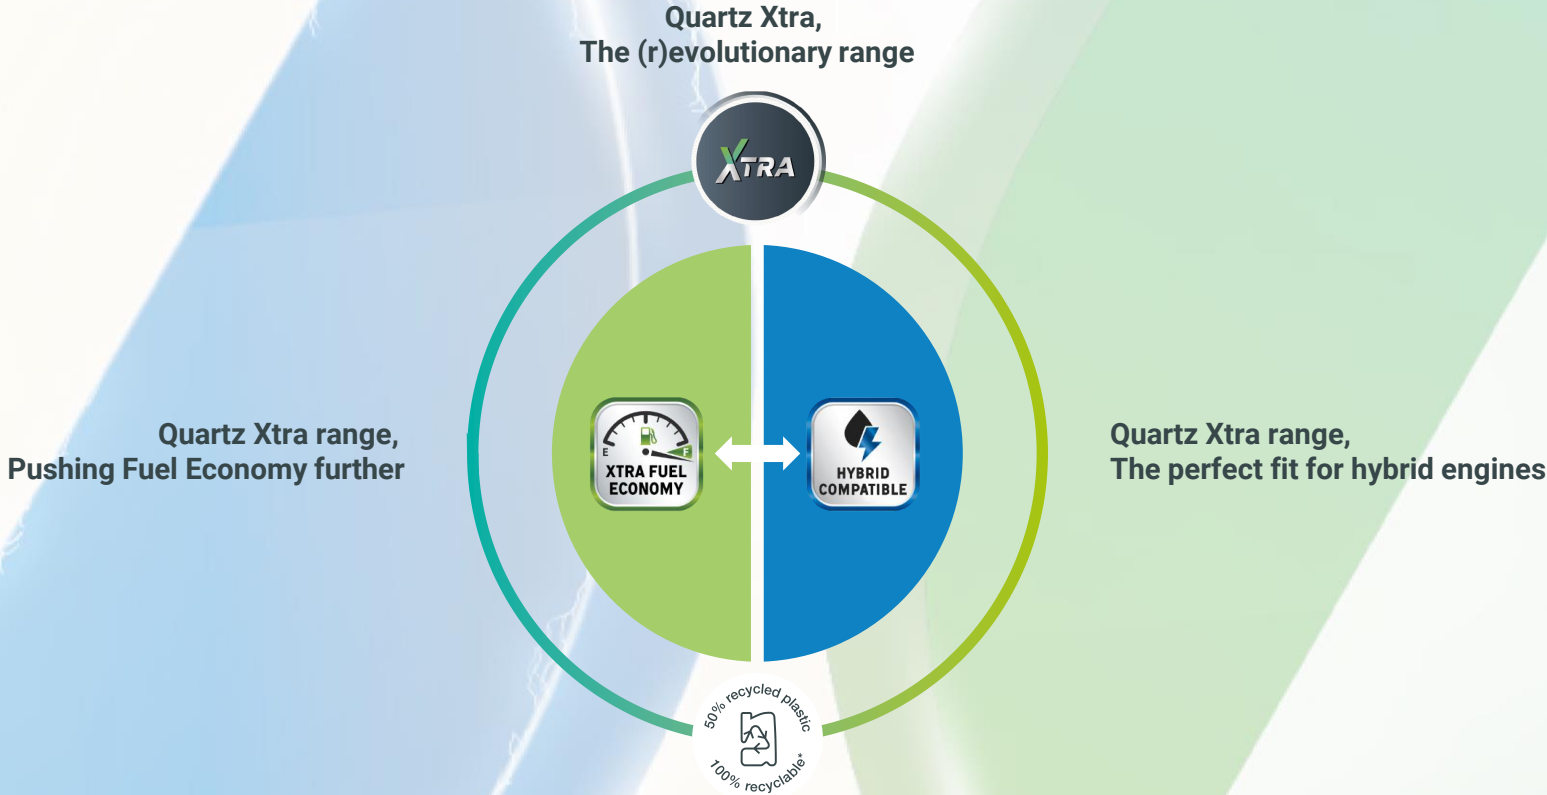 Quartz Xtra,
The (r)evolutionary range
XTRA
Quartz Xtra range,
Pushing Fuel Economy further
E
F
XTRA FUEL
ECONOMY
HYBRID
COMPATIBLE
Quartz Xtra range,
The perfect fit for hybrid engines
50% recycled plastic
100% recyclable*